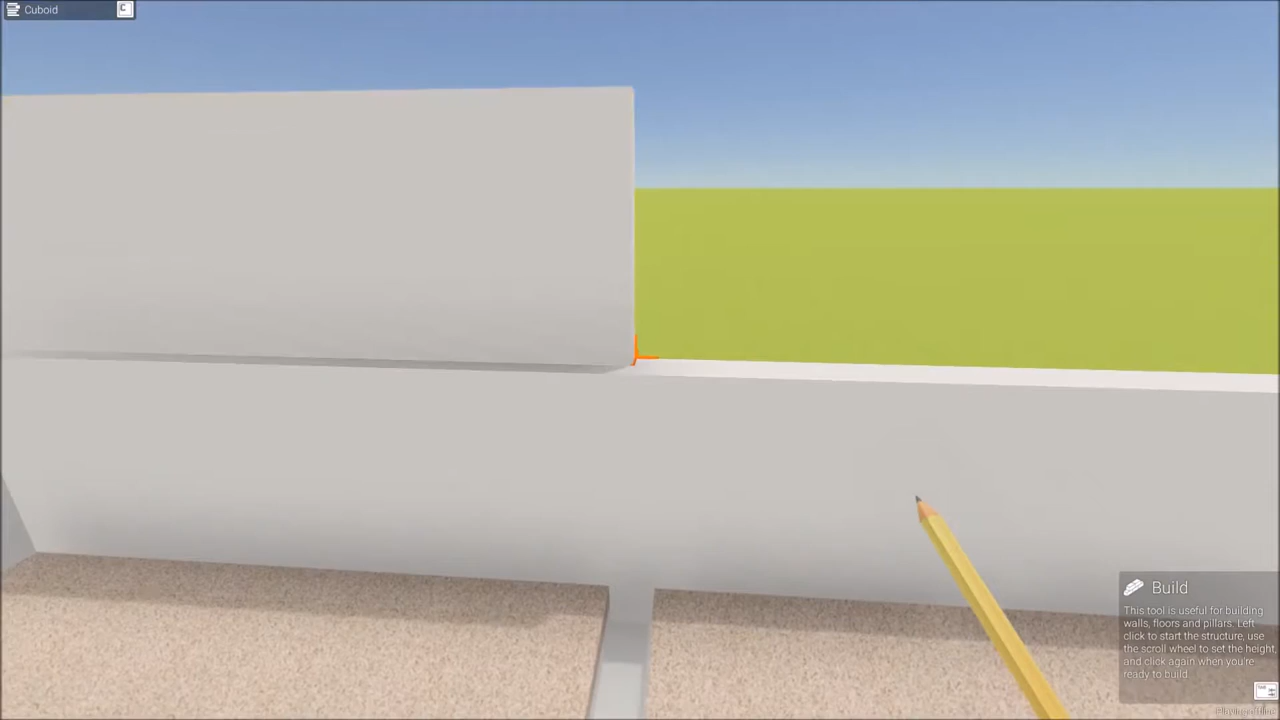 Cuboid
C
Build
This tool is useful for building
walls, floors and pillars. Left
click to start the structure, use
the scroll wheel to set the height,
and click again when you're
ready to build